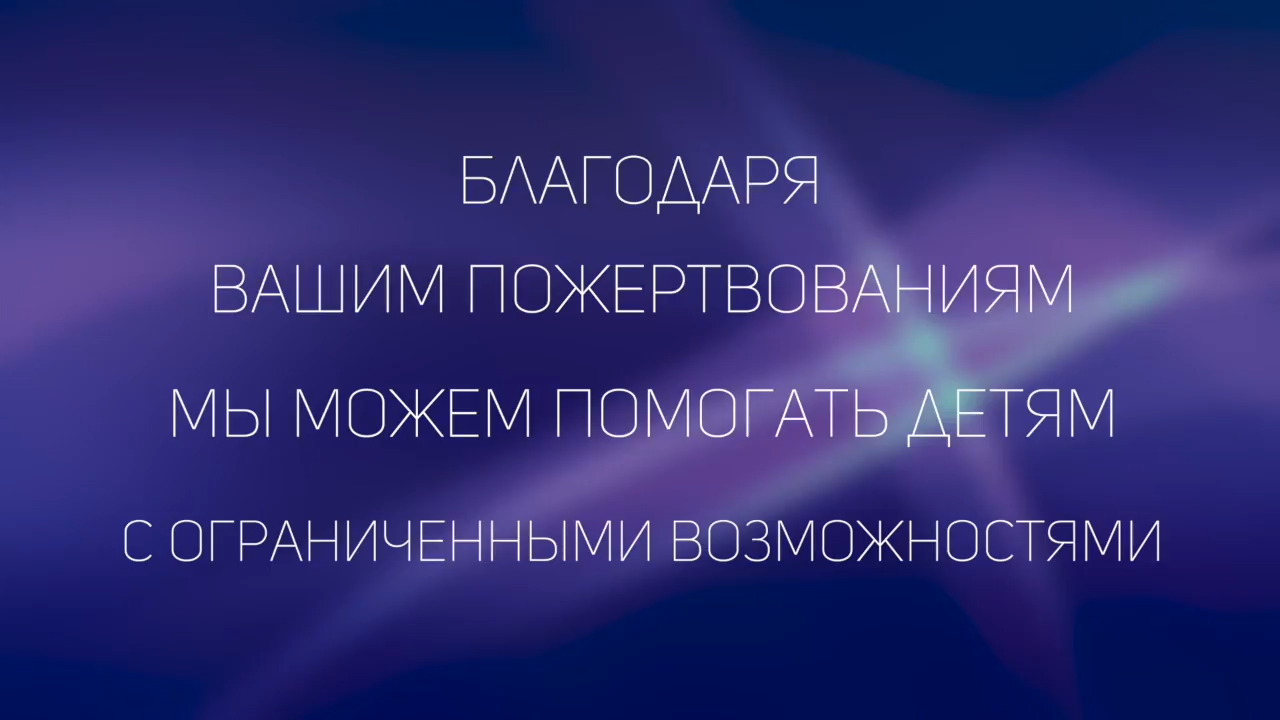 БЛАГОДАРЯ
ВАШИМ ПОЖЕРТВОВАНИЯМ
МЫ МОЖЕМ ПОМОГАТЬ ДЕТЯМ
С ОГРАНИЧЕННЫМИ ВОЗМОЖНОСТЯМИ